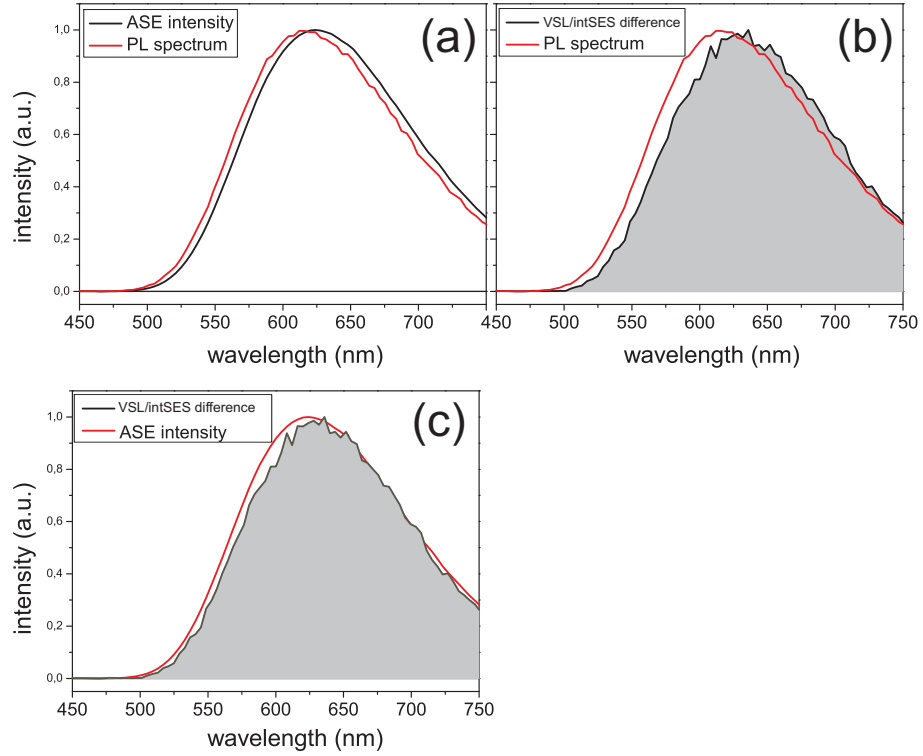 ASE intensity
PL spectrum
(a)
intensity (a.u.)
1,0
0,8
0,6
0,4
0,2
0,0
450 500 550 600 650 700
wavelength (nm)
VSL/intSES difference
PL spectrum
(b)
450 500 550 600 650 700 750
wavelength (nm)
VSL/intSES difference
ASE intensity
(c)
intensity (a.u.)
1,0
0,8
0,6
0,4
0,2
0,0
450 500 550 600 650 700 750
wavelength (nm)